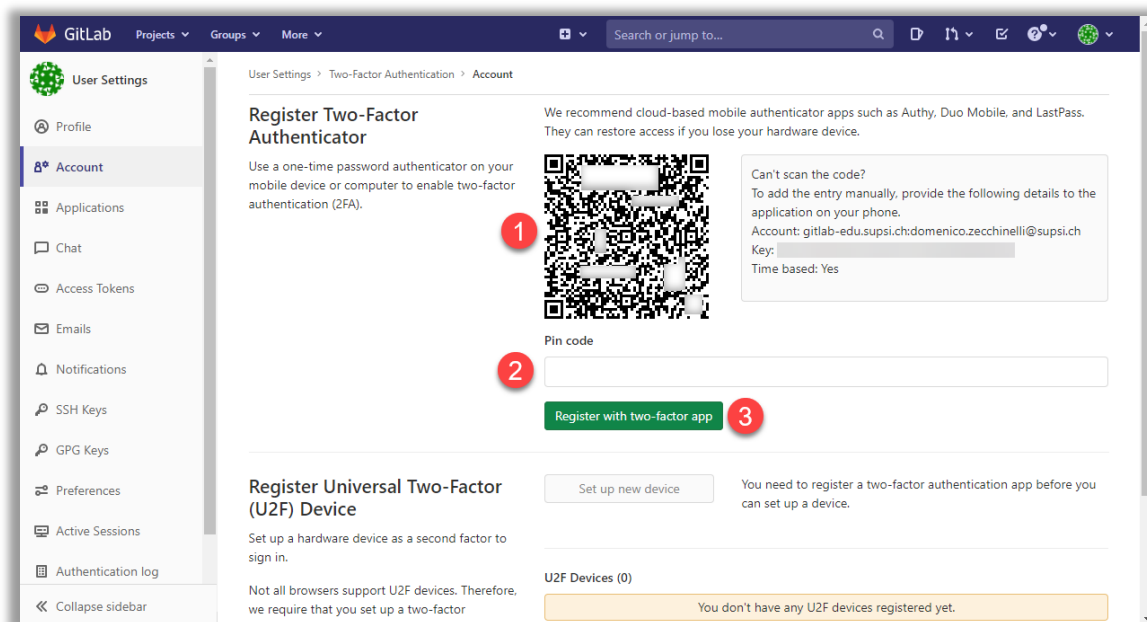 GitLab Projects Groups More Search or jump to...
User Settings
Profile
Account
Applications
Chat
Access Tokens
Emails
Notifications
SSH Keys
GPG Keys
Preferences
Active Sessions
Authentication log
Collapse sidebar
User Settings > Two-Factor Authentication > Account
Register Two-Factor
Authenticator
Use a one-time password authenticator on your
mobile device or computer to enable two-factor
authentication (2FA).
We recommend cloud-based mobile authenticator apps such as Authy, Duo Mobile, and LastPass.
They can restore access if you lose your hardware device.
1
Can't scan the code?
To add the entry manually, provide the following details to the
application on your phone.
Account: gitlab-edu.supsi.ch:domenico.zecchinelli@supsi.ch
Key:
Time based: Yes
Pin code
2
Register with two-factor app
3
Register Universal Two-Factor
(U2F) Device
Set up a hardware device as a second factor to
sign in.
Not all browsers support U2F devices. Therefore,
we require that you set up a two-factor
Set up new device
You need to register a two-factor authentication app before you
can set up a device.
U2F Devices (0)
You don't have any U2F devices registered yet.